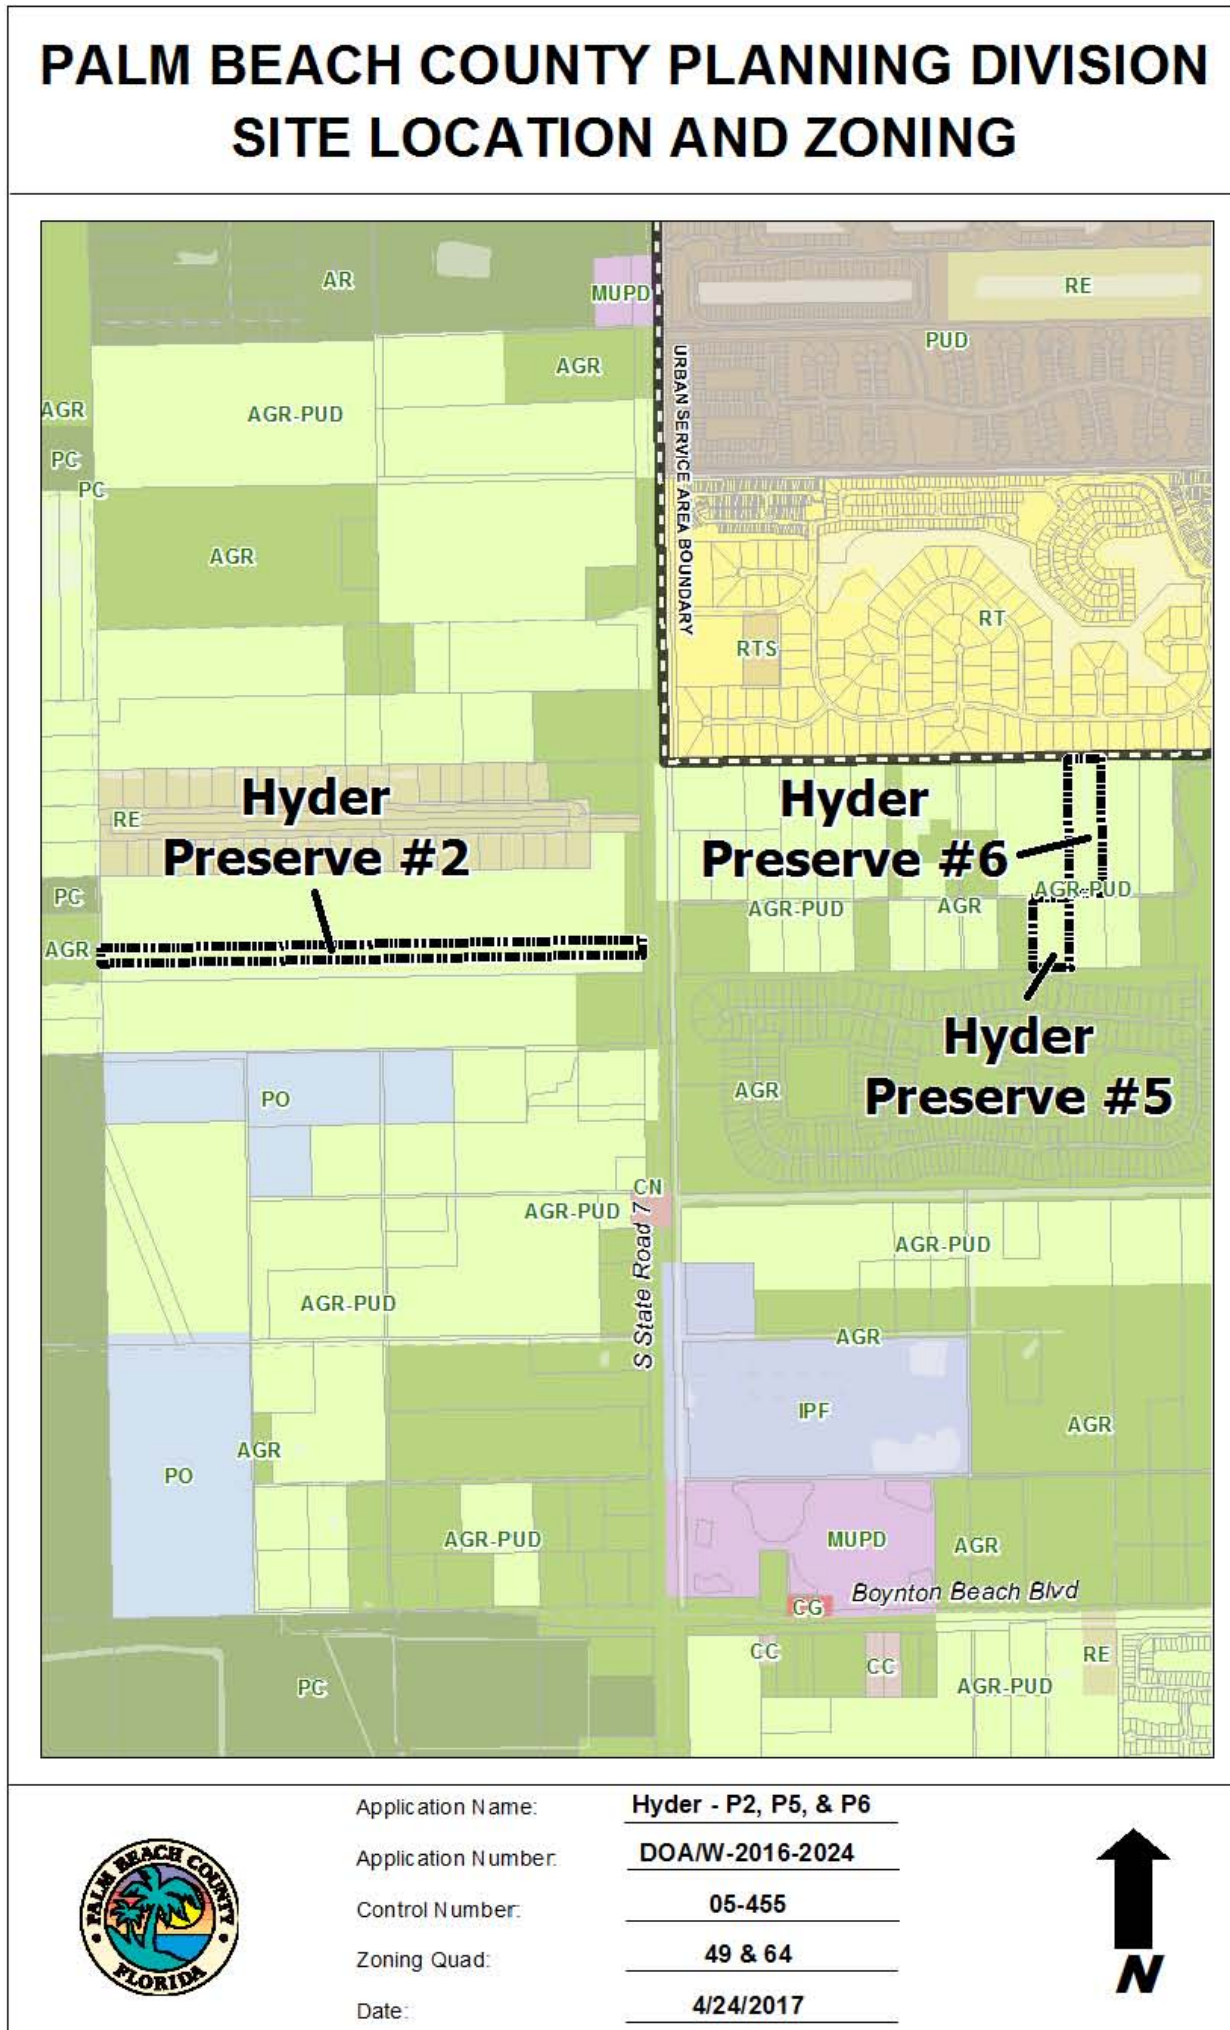 PALM BEACH COUNTY PLANNING DIVISION
SITE LOCATION AND ZONING
AR
MUPD
RE
PUD
AGR
AGR
AGR-PUD
PC
PC
AGR
URBAN SERVICE AREA BOUNDARY
RT
RTS
RE
Hyder
Preserve #2
Hyder
Preserve #6
PC
AGR-PUD
AGR-PUD
AGR
AGR
Hyder
Preserve #5
AGR
PO
CN
AGR-PUD
S State Road 7
AGR-PUD
AGR-PUD
AGR
IPF
AGR
AGR
PO
AGR-PUD
MUPD
AGR
Boynton Beach Blvd
CG
CC
CC
RE
PC
AGR-PUD
PALM BEACH COUNTY
FLORIDA
Application Name: Hyder - P2, P5, & P6
Application Number: DOA/W-2016-2024
Control Number: 05-455
Zoning Quad: 49 & 64
Date: 4/24/2017
N